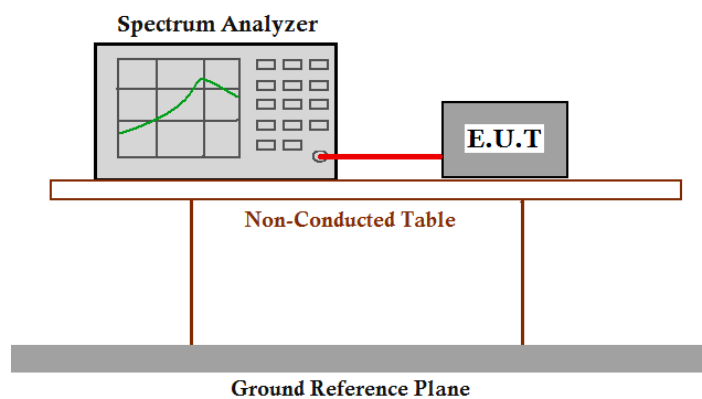 Spectrum Analyzer
E.U.T
Non-Conducted Table
Ground Reference Plane